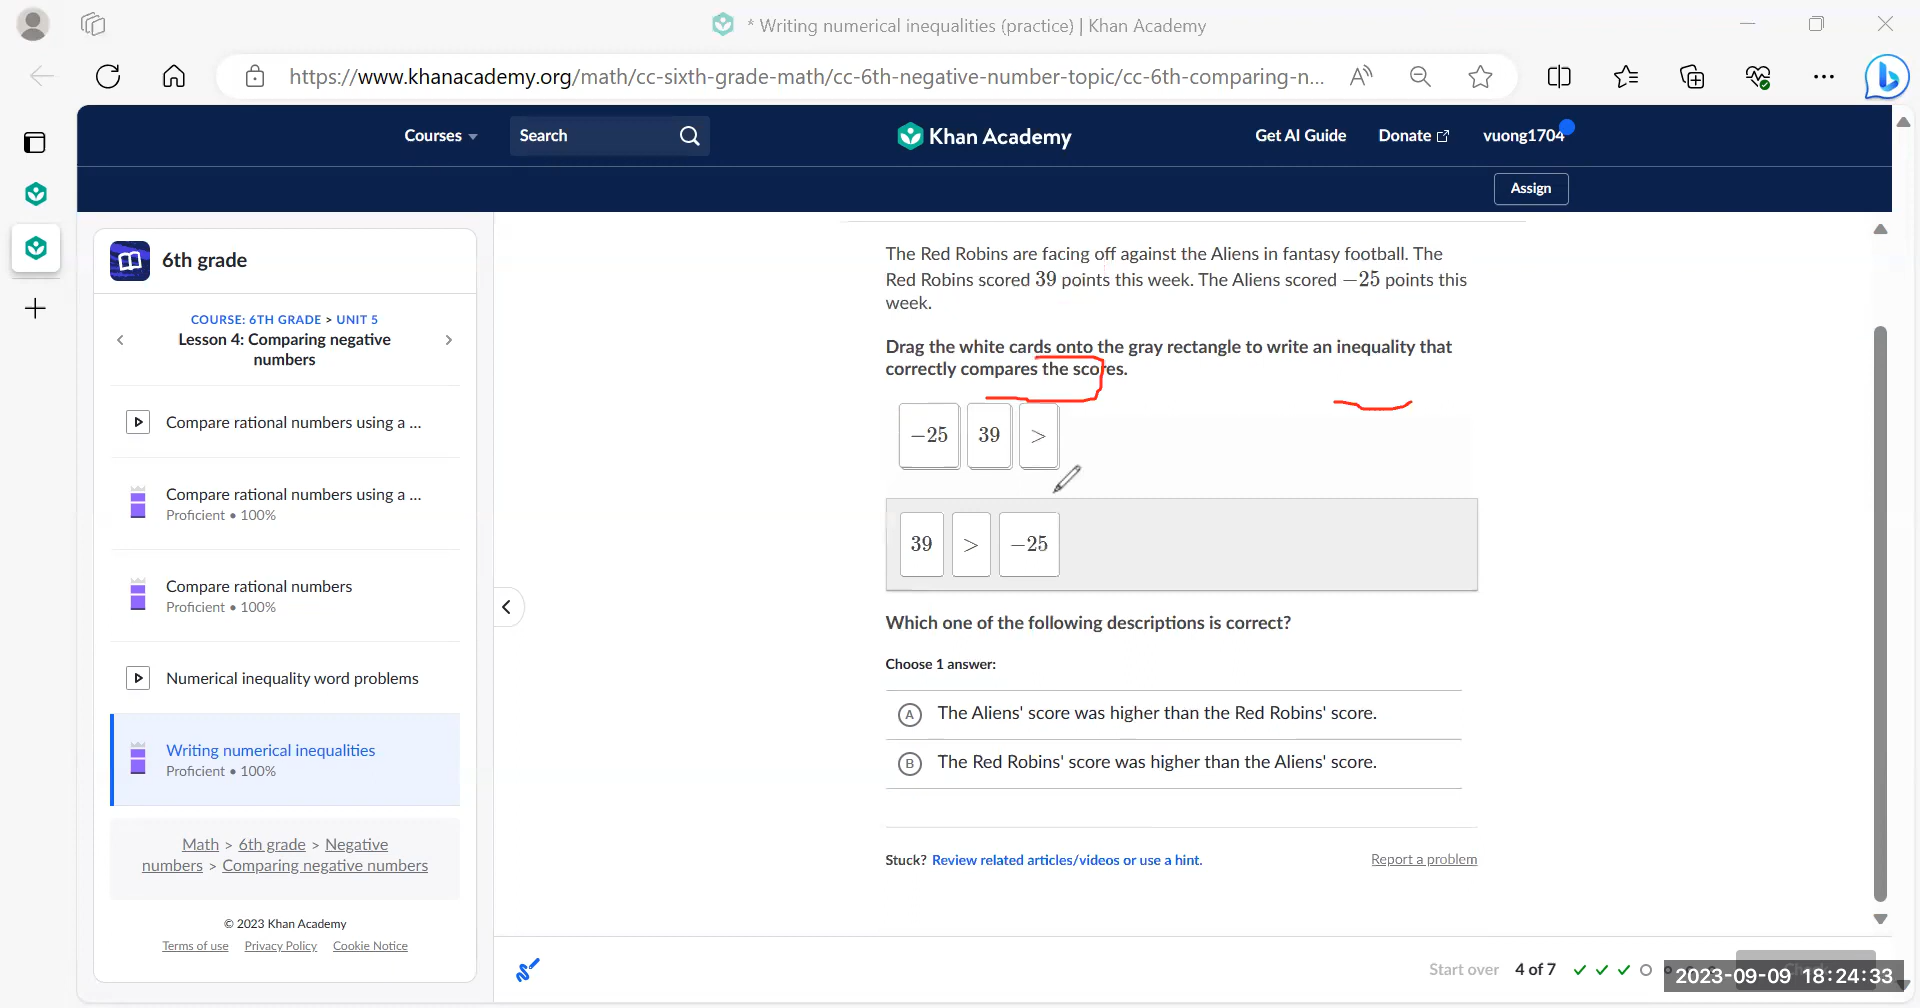 * Writing numerical inequalities (practice) | Khan Academy
https://www.khanacademy.org/math/cc-sixth-grade-math/cc-6th-negative-number-topic/cc-6th-comparing-n...
Courses
Search
Khan Academy
Get AI Guide
Donate
vuong1704
Assign
6th grade
COURSE: 6TH GRADE > UNIT 5
Lesson 4: Comparing negative
numbers
Compare rational numbers using a ...
Compare rational numbers using a ...
Proficient • 100%
Compare rational numbers
Proficient • 100%
Numerical inequality word problems
Writing numerical inequalities
Proficient • 100%
Math > 6th grade > Negative
numbers > Comparing negative numbers
© 2023 Khan Academy
Terms of use Privacy Policy Cookie Notice
The Red Robins are facing off against the Aliens in fantasy football. The
Red Robins scored 39 points this week. The Aliens scored −25 points this
week.
Drag the white cards onto the gray rectangle to write an inequality that
correctly compares the scores.
−25 39 >
39 > −25
Which one of the following descriptions is correct?
Choose 1 answer:
A The Aliens' score was higher than the Red Robins' score.
B The Red Robins' score was higher than the Aliens' score.
Stuck? Review related articles/videos or use a hint.
Report a problem
Start over 4 of 7
2023-09-09 18:24:33